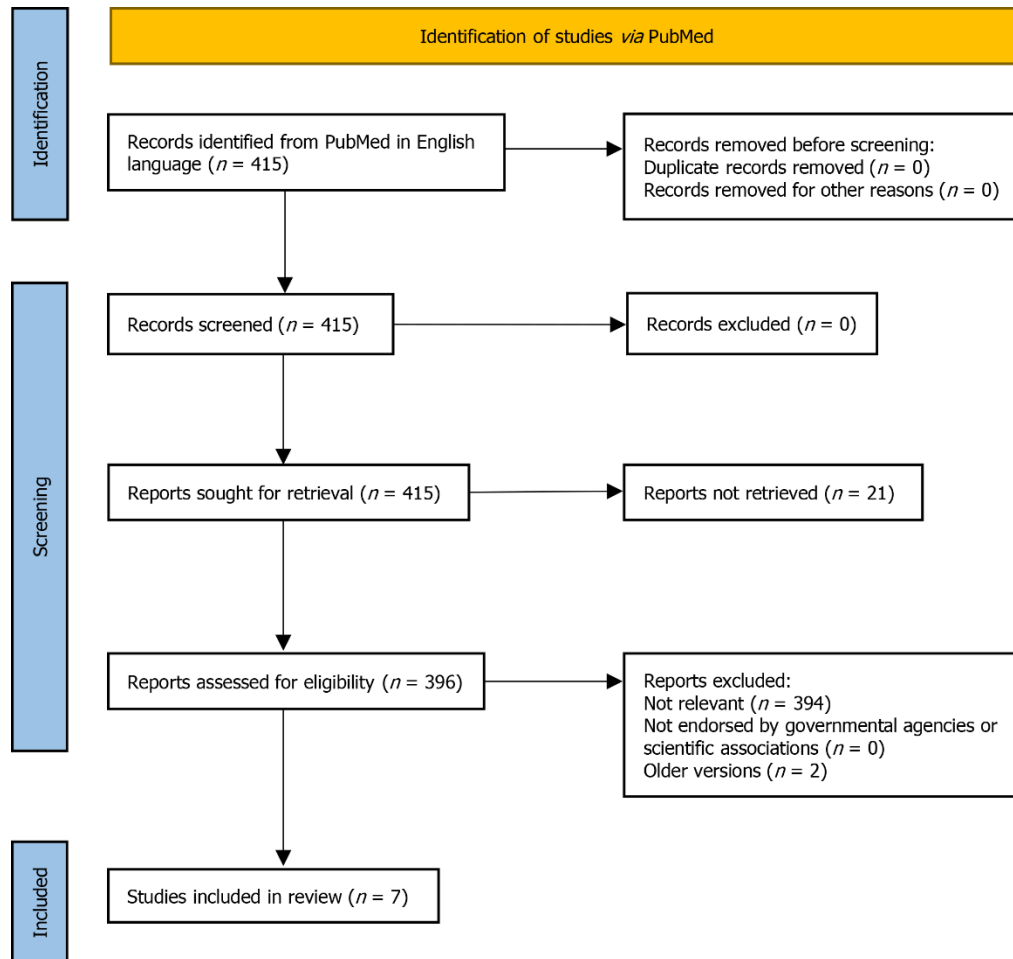 Identification of studies via PubMed
Identification
Records identified from PubMed in English
language (n = 415)
Records removed before screening:
Duplicate records removed (n = 0)
Records removed for other reasons (n = 0)
Screening
Records screened (n = 415)
Records excluded (n = 0)
Reports sought for retrieval (n = 415)
Reports not retrieved (n = 21)
Reports assessed for eligibility (n = 396)
Reports excluded:
Not relevant (n = 394)
Not endorsed by governmental agencies or
scientific associations (n = 0)
Older versions (n = 2)
Included
Studies included in review (n = 7)